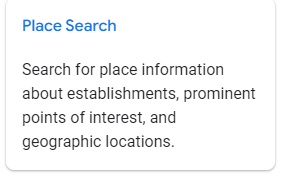 Place Search
Search for place information
about establishments, prominent
points of interest, and
geographic locations.